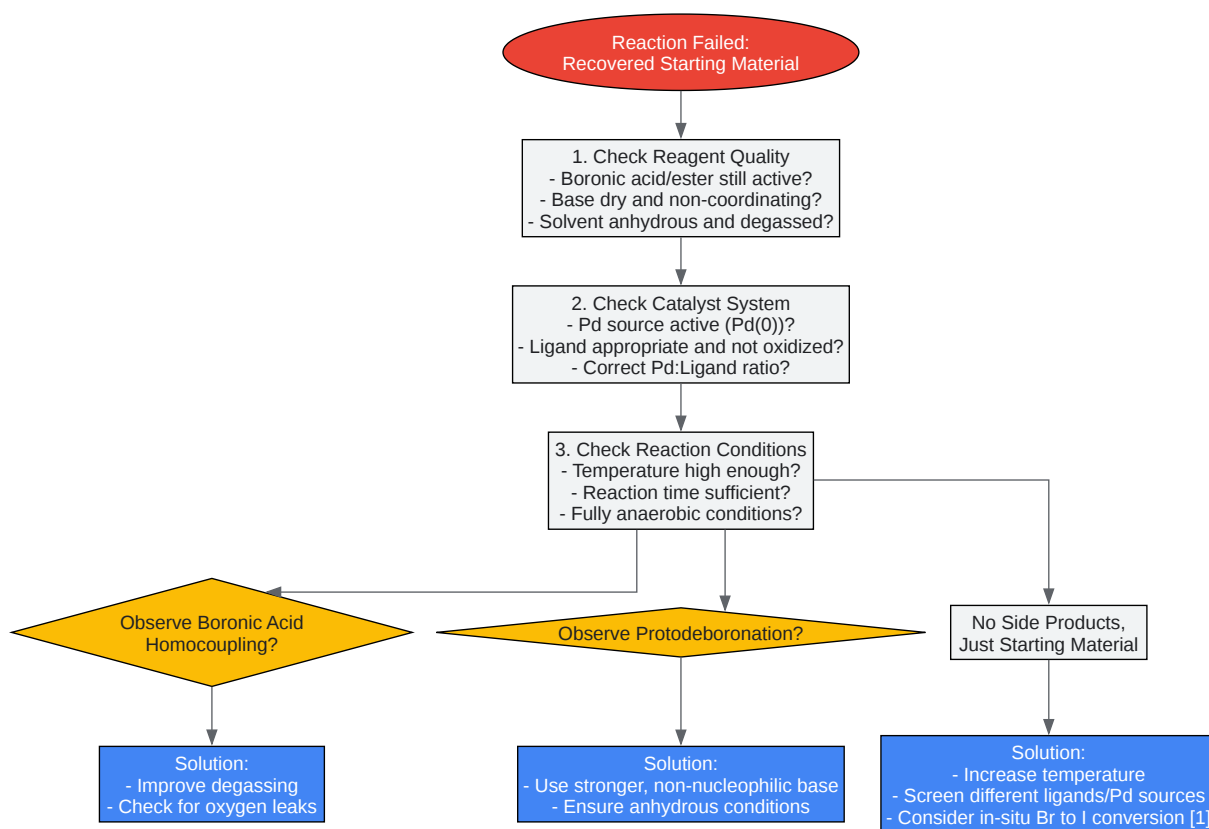 Reaction Failed:
Recovered Starting Material
1. Check Reagent Quality
- Boronic acid/ester still active?
- Base dry and non-coordinating?
- Solvent anhydrous and degassed?
2. Check Catalyst System
- Pd source active (Pd(0))?
- Ligand appropriate and not oxidized?
- Correct Pd:Ligand ratio?
3. Check Reaction Conditions
- Temperature high enough?
- Reaction time sufficient?
- Fully anaerobic conditions?
Observe Boronic Acid
Homocoupling?
Observe Protodeboronation?
No Side Products,
Just Starting Material
Solution:
- Improve degassing
- Check for oxygen leaks
Solution:
- Use stronger, non-nucleophilic base
- Ensure anhydrous conditions
Solution:
- Increase temperature
- Screen different ligands/Pd sources
- Consider in-situ Br to I conversion [1]